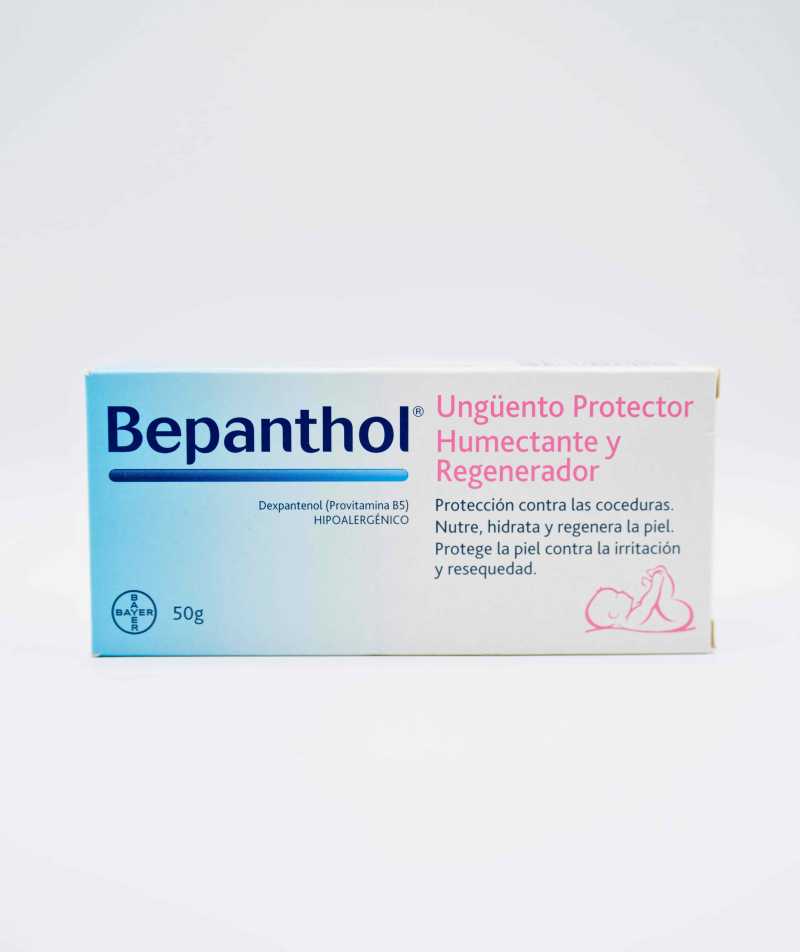 Bepanthol®
Dexpantenol (Provitamina B5)
HIPOALERGÉNICO
BAYER
BAYER
50g
Ungüento Protector
Humectante y
Regenerador
Protección contra las coceduras.
Nutre, hidrata y regenera la piel.
Protege la piel contra la irritación
y resequedad.